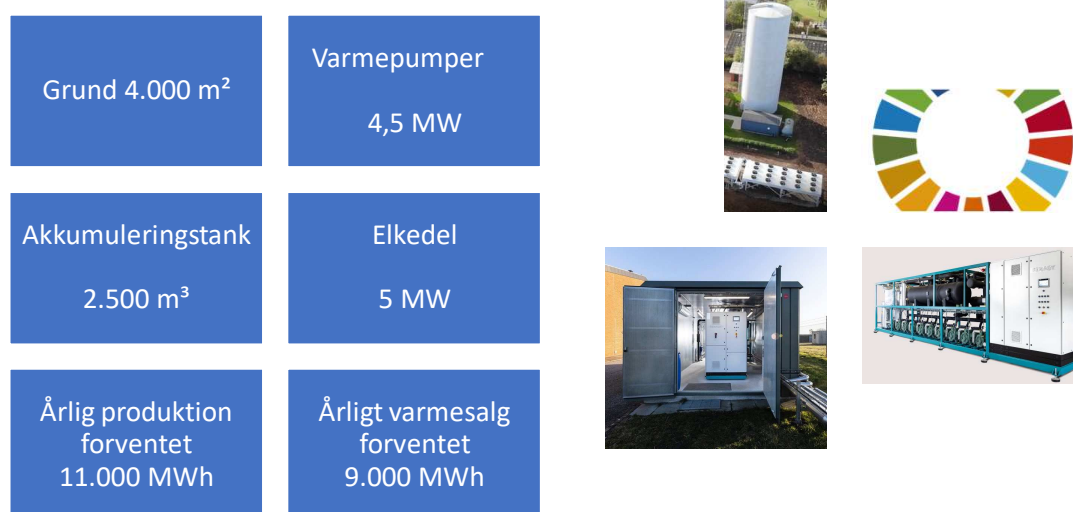 Grund 4.000 m²
Varmepumper
4,5 MW
Akkumuleringstank
2.500 m³
Elkedel
5 MW
Årlig produktion
forventet
11.000 MWh
Årligt varmesalg
forventet
9.000 MWh